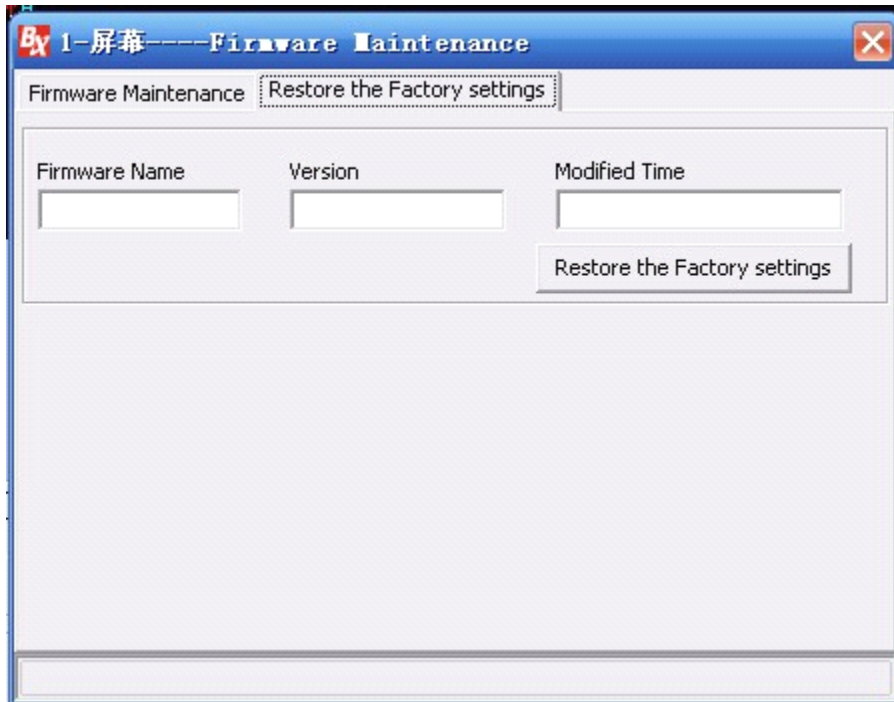 BX 1-屏幕----Firmware Maintenance
Firmware Maintenance Restore the Factory settings
Firmware Name Version Modified Time
Restore the Factory settings